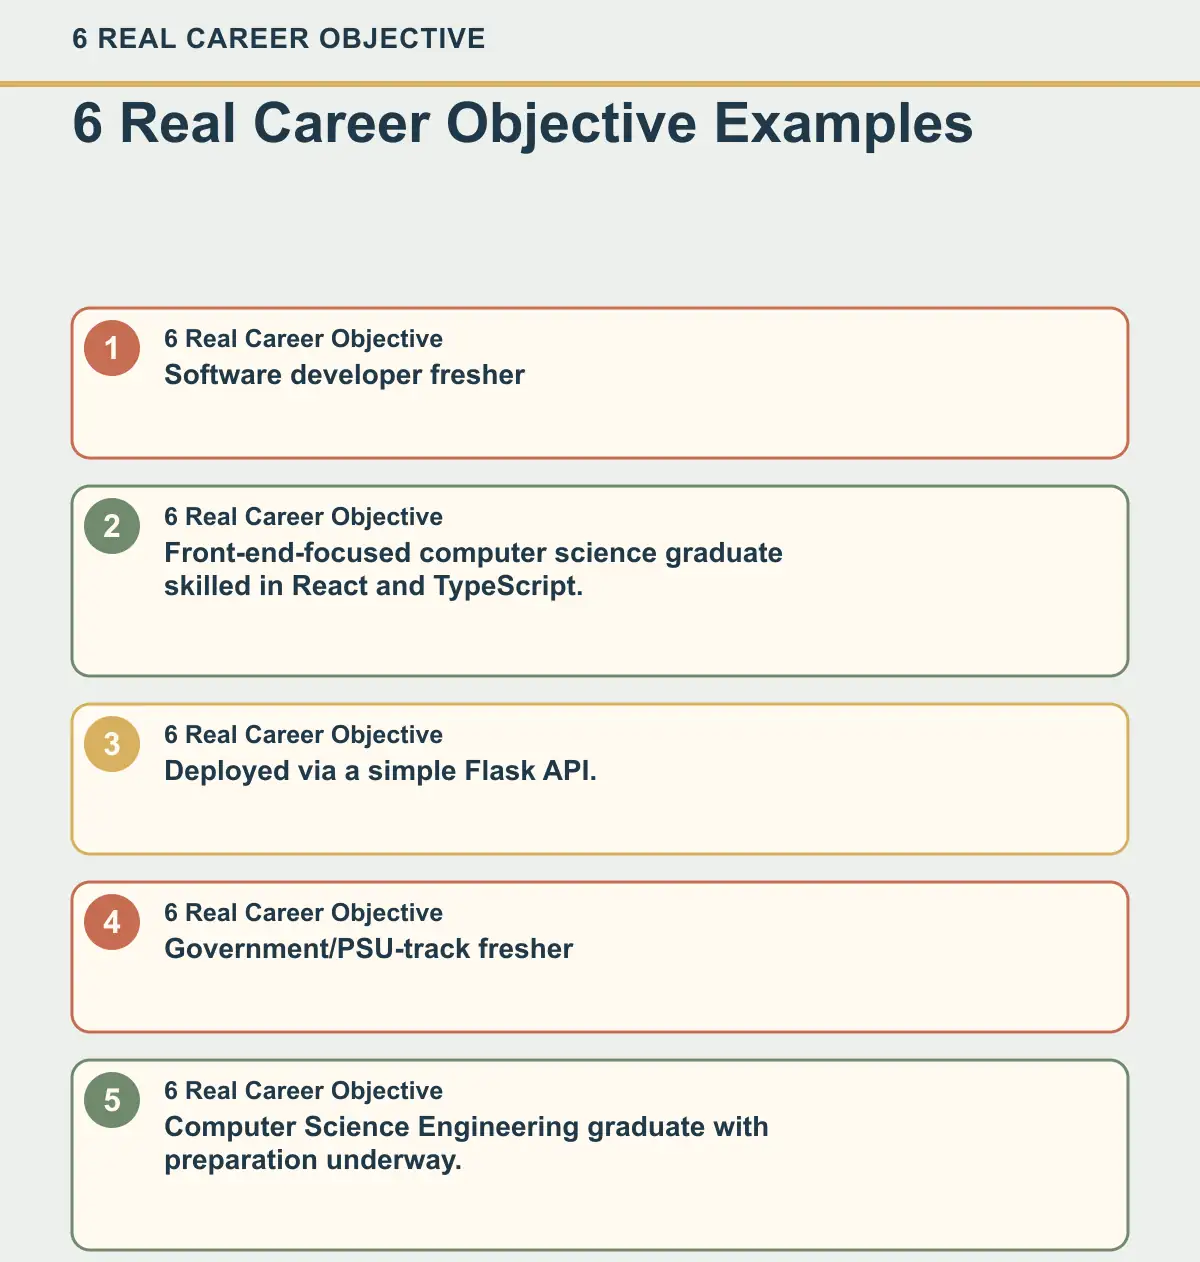 6 REAL CAREER OBJECTIVE
6 Real Career Objective Examples
1
6 Real Career Objective
Software developer fresher
2
6 Real Career Objective
Front-end-focused computer science graduate
skilled in React and TypeScript.
3
6 Real Career Objective
Deployed via a simple Flask API.
4
6 Real Career Objective
Government/PSU-track fresher
5
6 Real Career Objective
Computer Science Engineering graduate with
preparation underway.